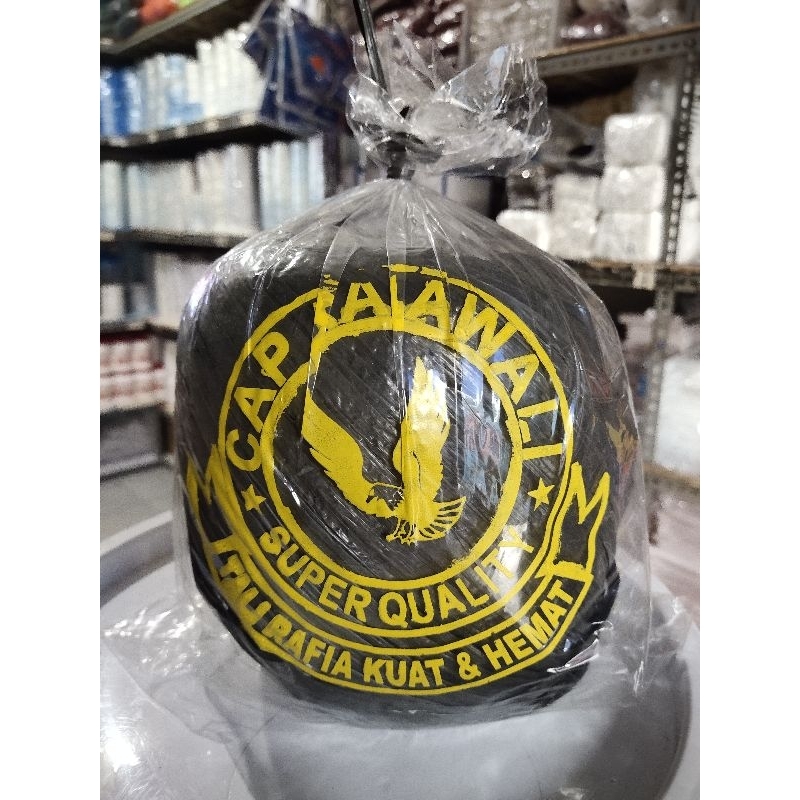 CAP RAJAWALI
SUPER QUALITY
TALI RAFIA KUAT & HEMAT